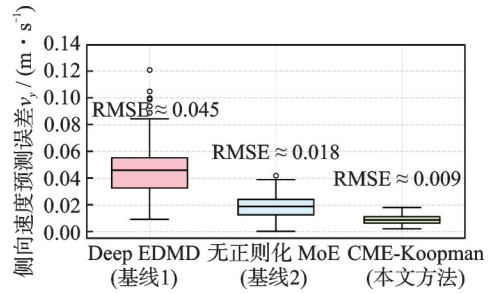 侧向速度预测误差vy / (m·s⁻¹)
0.14
0.12
0.10
0.08
0.06
0.04
0.02
0.00
RMSE≈0.045
RMSE≈0.018
RMSE≈0.009
Deep EDMD
(基线1)
无正则化 MoE
(基线2)
CME-Koopman
(本文方法)